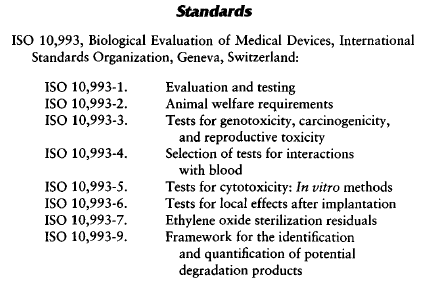 Standards
ISO 10,993, Biological Evaluation of Medical Devices, International
Standards Organization, Geneva, Switzerland:
ISO 10,993-1. Evaluation and testing
ISO 10,993-2. Animal welfare requirements
ISO 10,993-3. Tests for genotoxicity, carcinogenicity,
and reproductive toxicity
ISO 10,993-4. Selection of tests for interactions
with blood
ISO 10,993-5. Tests for cytotoxicity: In vitro methods
ISO 10,993-6. Tests for local effects after implantation
ISO 10,993-7. Ethylene oxide sterilization residuals
ISO 10,993-9. Framework for the identification
and quantification of potential
degradation products